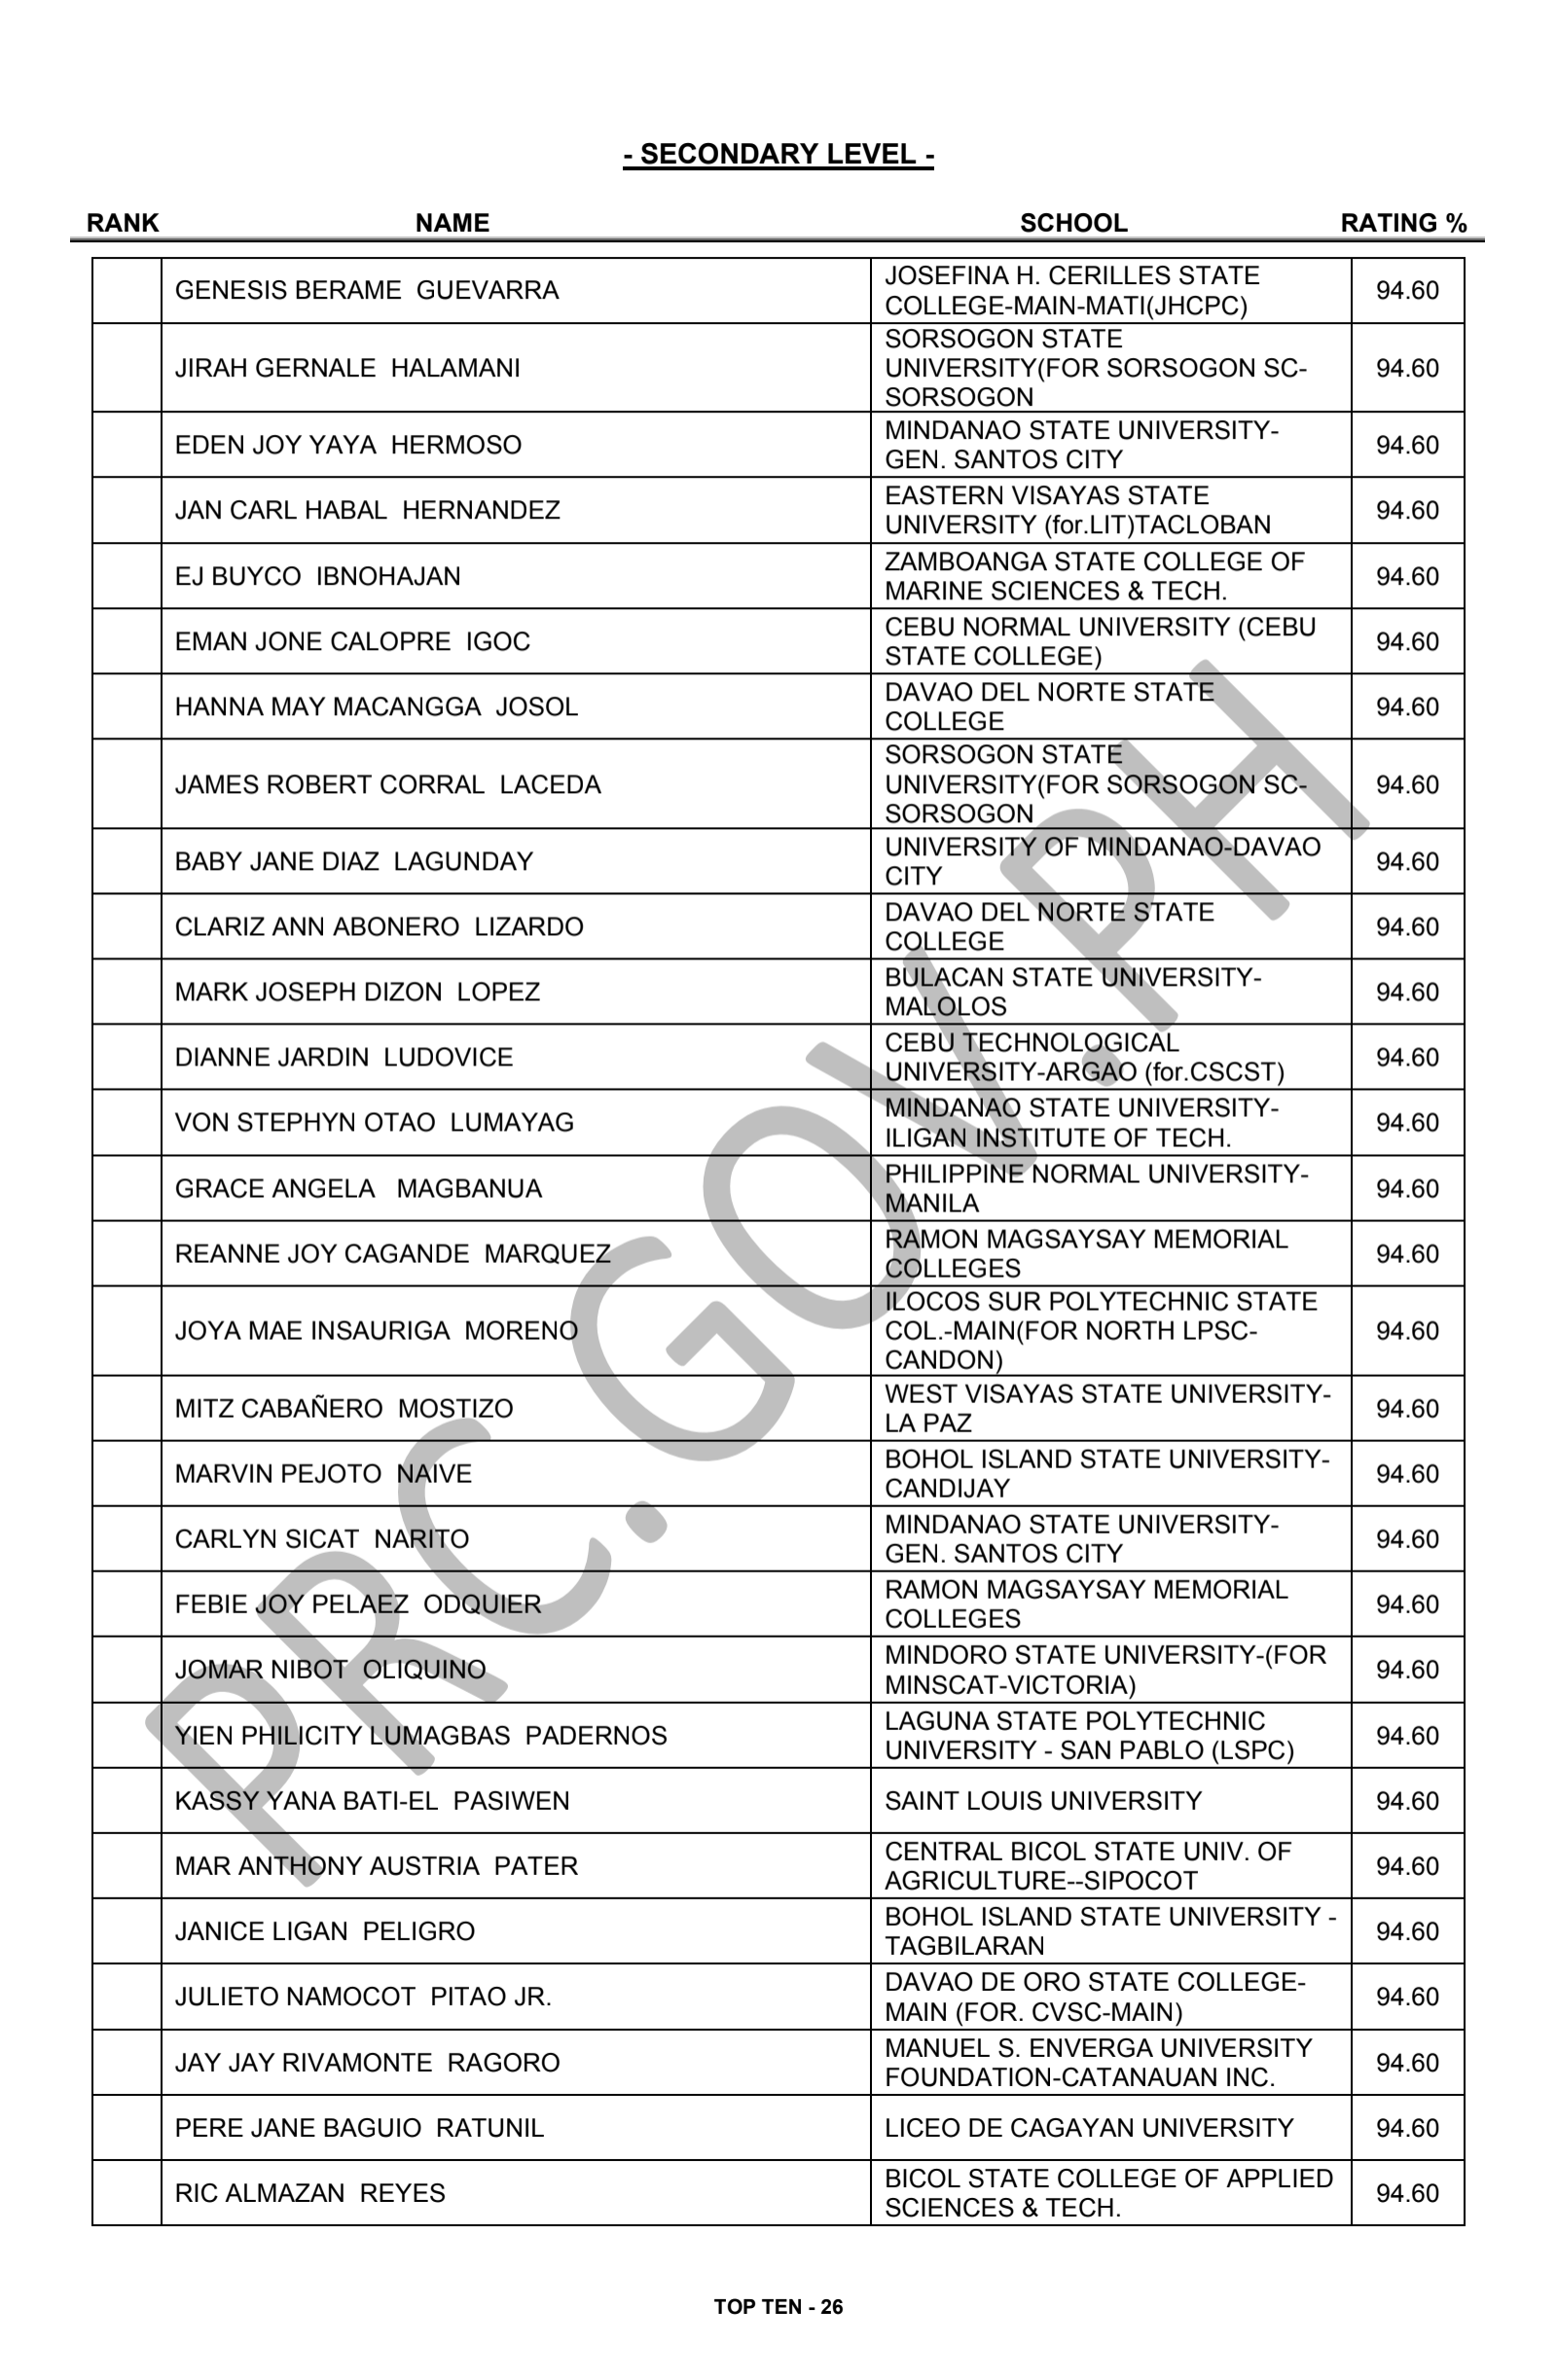 - SECONDARY LEVEL -
RANK NAME SCHOOL RATING %
GENESIS BERAME GUEVARRA
JOSEFINA H. CERILLES STATE
COLLEGE-MAIN-MATI(JHCPC)
94.60
JIRAH GERNALE HALAMANI
SORSOGON STATE
UNIVERSITY(FOR SORSOGON SC-
SORSOGON
94.60
EDEN JOY YAYA HERMOSO
MINDANAO STATE UNIVERSITY-
GEN. SANTOS CITY
94.60
JAN CARL HABAL HERNANDEZ
EASTERN VISAYAS STATE
UNIVERSITY (for.LIT)TACLOBAN
94.60
EJ BUYCO IBNOHAJAN
ZAMBOANGA STATE COLLEGE OF
MARINE SCIENCES & TECH.
94.60
EMAN JONE CALOPRE IGOC
CEBU NORMAL UNIVERSITY (CEBU
STATE COLLEGE)
94.60
HANNA MAY MACANGGA JOSOL
DAVAO DEL NORTE STATE
COLLEGE
94.60
JAMES ROBERT CORRAL LACEDA
SORSOGON STATE
UNIVERSITY(FOR SORSOGON SC-
SORSOGON
94.60
BABY JANE DIAZ LAGUNDAY
UNIVERSITY OF MINDANAO-DAVAO
CITY
94.60
CLARIZ ANN ABONERO LIZARDO
DAVAO DEL NORTE STATE
COLLEGE
94.60
MARK JOSEPH DIZON LOPEZ
BULACAN STATE UNIVERSITY-
MALOLOS
94.60
DIANNE JARDIN LUDOVICE
CEBU TECHNOLOGICAL
UNIVERSITY-ARGAO (for.CSCST)
94.60
VON STEPHYN OTAO LUMAYAG
MINDANAO STATE UNIVERSITY-
ILIGAN INSTITUTE OF TECH.
94.60
GRACE ANGELA MAGBANUA
PHILIPPINE NORMAL UNIVERSITY-
MANILA
94.60
REANNE JOY CAGANDE MARQUEZ
RAMON MAGSAYSAY MEMORIAL
COLLEGES
94.60
JOYA MAE INSAURIGA MORENO
ILOCOS SUR POLYTECHNIC STATE
COL.-MAIN(FOR NORTH LPSC-
CANDON)
94.60
MITZ CABAÑERO MOSTIZO
WEST VISAYAS STATE UNIVERSITY-
LA PAZ
94.60
MARVIN PEJOTO NAIVE
BOHOL ISLAND STATE UNIVERSITY-
CANDIJAY
94.60
CARLYN SICAT NARITO
MINDANAO STATE UNIVERSITY-
GEN. SANTOS CITY
94.60
FEBIE JOY PELAEZ ODQUIER
RAMON MAGSAYSAY MEMORIAL
COLLEGES
94.60
JOMAR NIBOT OLIQUINO
MINDORO STATE UNIVERSITY-(FOR
MINSCAT-VICTORIA)
94.60
YIEN PHILICITY LUMAGBAS PADERNOS
LAGUNA STATE POLYTECHNIC
UNIVERSITY - SAN PABLO (LSPC)
94.60
KASSY YANA BATI-EL PASIWEN
SAINT LOUIS UNIVERSITY
94.60
MAR ANTHONY AUSTRIA PATER
CENTRAL BICOL STATE UNIV. OF
AGRICULTURE--SIPOCOT
94.60
JANICE LIGAN PELIGRO
BOHOL ISLAND STATE UNIVERSITY -
TAGBILARAN
94.60
JULIETO NAMOCOT PITAO JR.
DAVAO DE ORO STATE COLLEGE-
MAIN (FOR. CVSC-MAIN)
94.60
JAY JAY RIVAMONTE RAGORO
MANUEL S. ENVERGA UNIVERSITY
FOUNDATION-CATANAUAN INC.
94.60
PERE JANE BAGUIO RATUNIL
LICEO DE CAGAYAN UNIVERSITY
94.60
RIC ALMAZAN REYES
BICOL STATE COLLEGE OF APPLIED
SCIENCES & TECH.
94.60
PRC.GOV.PH
TOP TEN - 26